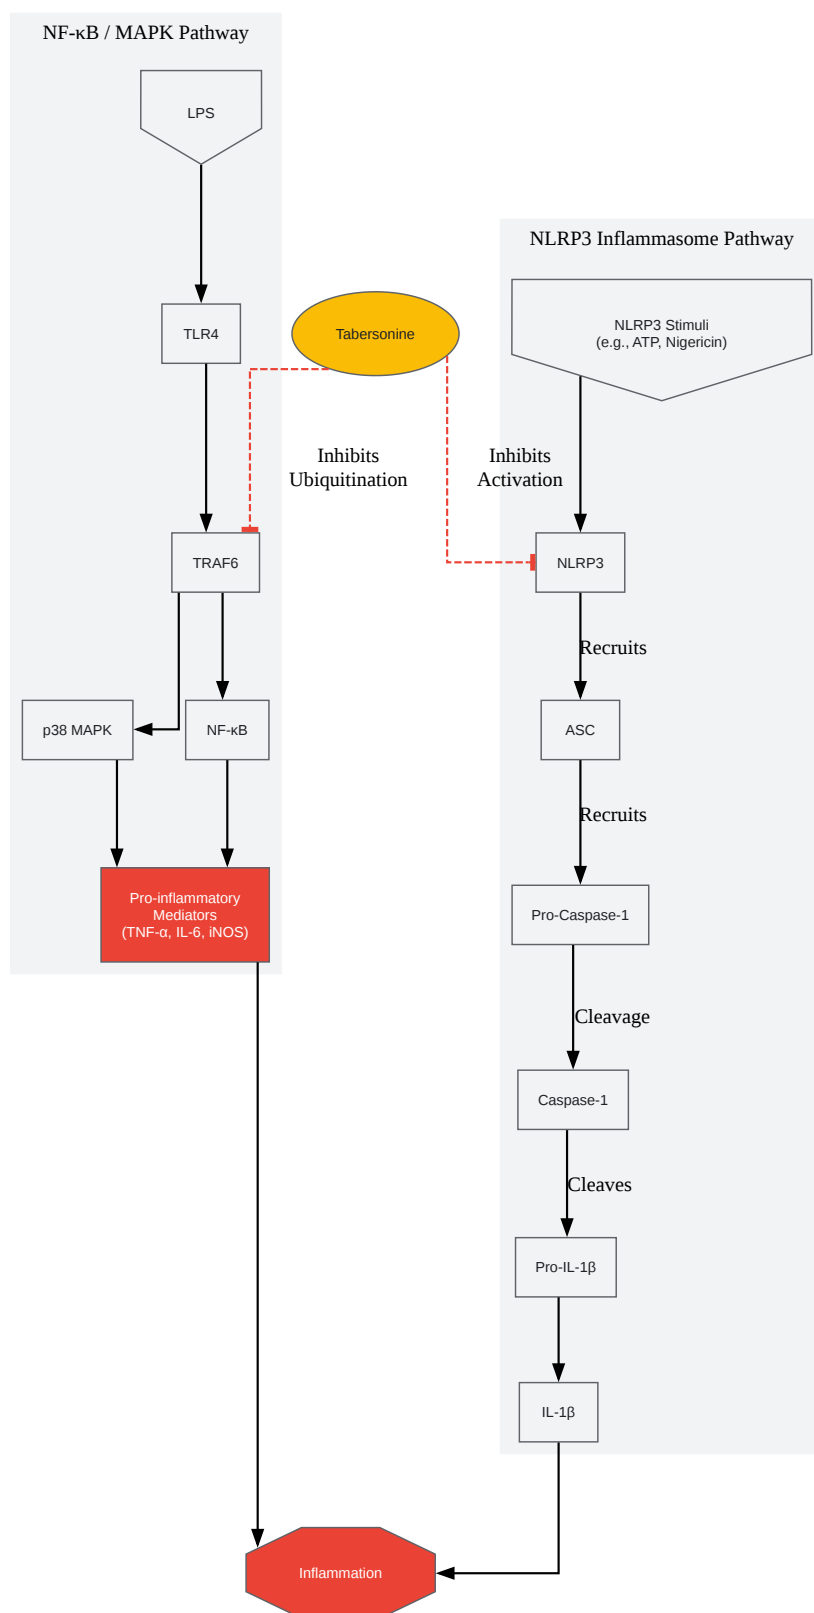 NF-κB / MAPK Pathway
LPS
TLR4
TRAF6
p38 MAPK
NF-κB
Pro-inflammatory
Mediators
(TNF-α, IL-6, iNOS)
Tabersonine
Inhibits
Ubiquitination
Inhibits
Activation
NLRP3 Inflammasome Pathway
NLRP3 Stimuli
(e.g., ATP, Nigericin)
NLRP3
Recruits
ASC
Recruits
Pro-Caspase-1
Cleavage
Caspase-1
Cleaves
Pro-IL-1β
IL-1β
Inflammation